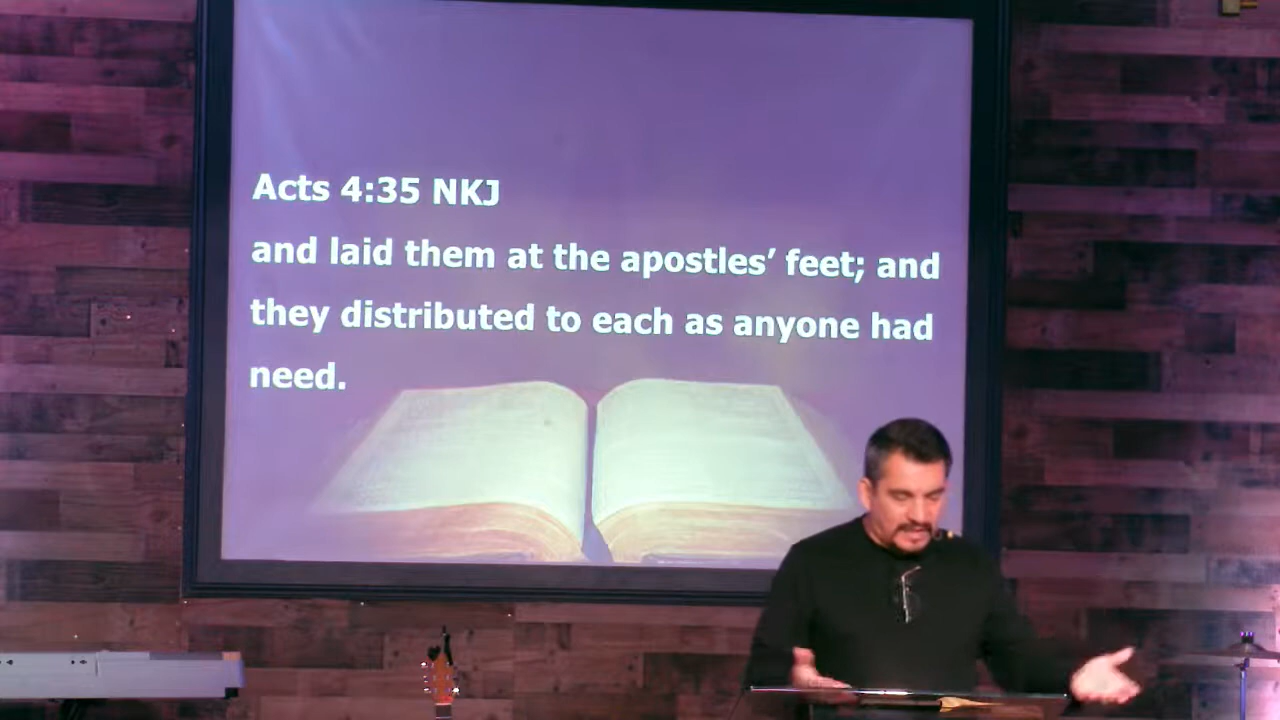 Acts 4:35 NKJ
and laid them at the apostles’ feet; and
they distributed to each as anyone had
need.